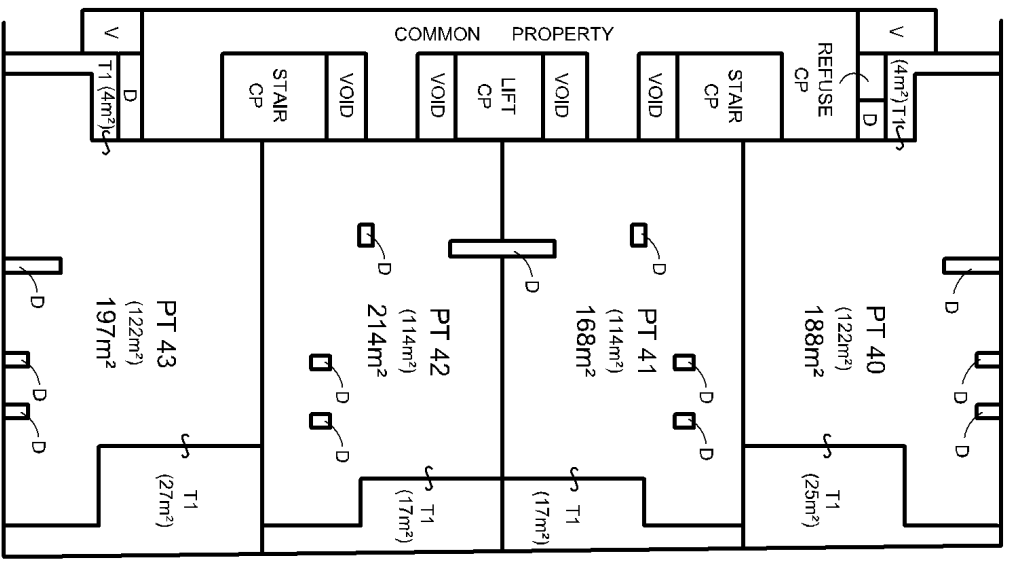 COMMON PROPERTY
V
T1 (4m²)
D
STAIR
CP
VOID
VOID
LIFT
CP
VOID
VOID
STAIR
CP
REFUSE
CP
V
D
(4m²) T1
D
D
D
D
D
D
PT 43
(122m²)
197m²
PT 42
(114m²)
214m²
PT 41
(114m²)
168m²
PT 40
(122m²)
188m²
D
D
D
D
D
D
D
D
T1
(27m²)
T1
(17m²)
T1
(17m²)
T1
(25m²)